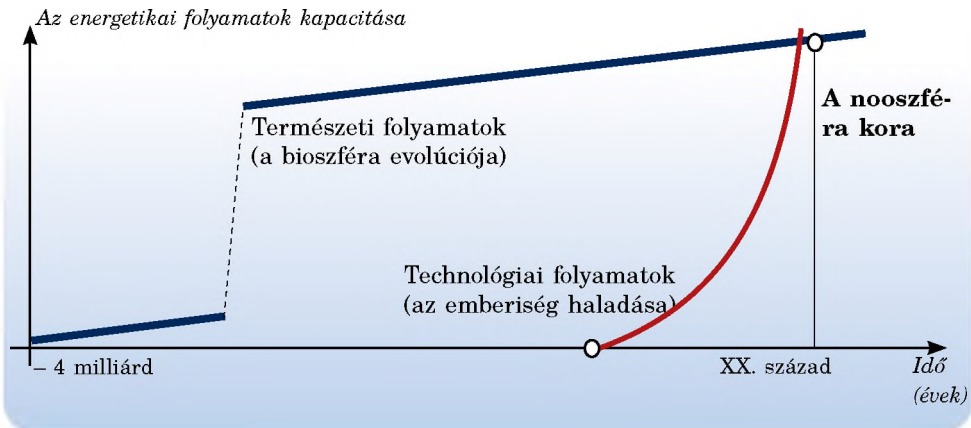 Az energetikai folyamatok kapacitása
A nooszfé-
ra kora
Természeti folyamatok
(a bioszféra evolúciója)
Technológiai folyamatok
(az emberiség haladása)
– 4 milliárd
XX. század
Idő
(évek)